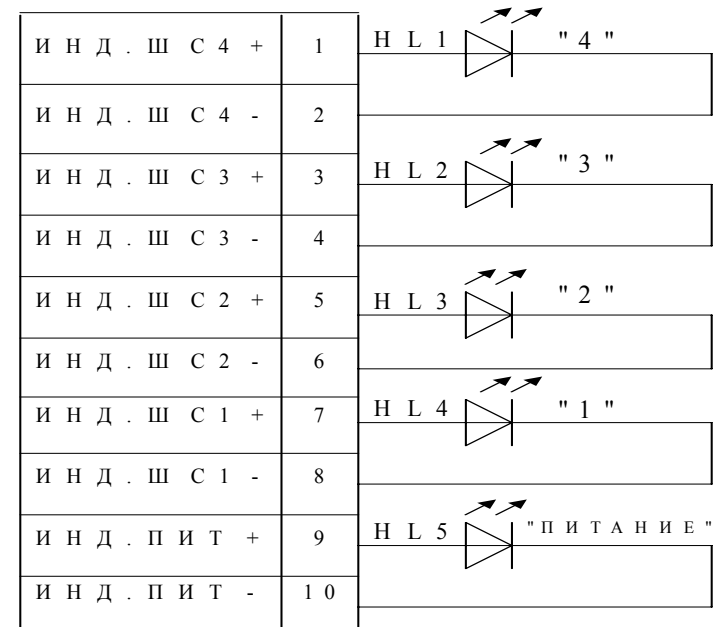 ИНД.ШС4+ 1 HL1 "4"
ИНД.ШС4- 2
ИНД.ШС3+ 3 HL2 "3"
ИНД.ШС3- 4
ИНД.ШС2+ 5 HL3 "2"
ИНД.ШС2- 6
ИНД.ШС1+ 7 HL4 "1"
ИНД.ШС1- 8
ИНД.ПИТ+ 9 HL5 "ПИТАНИЕ"
ИНД.ПИТ- 10